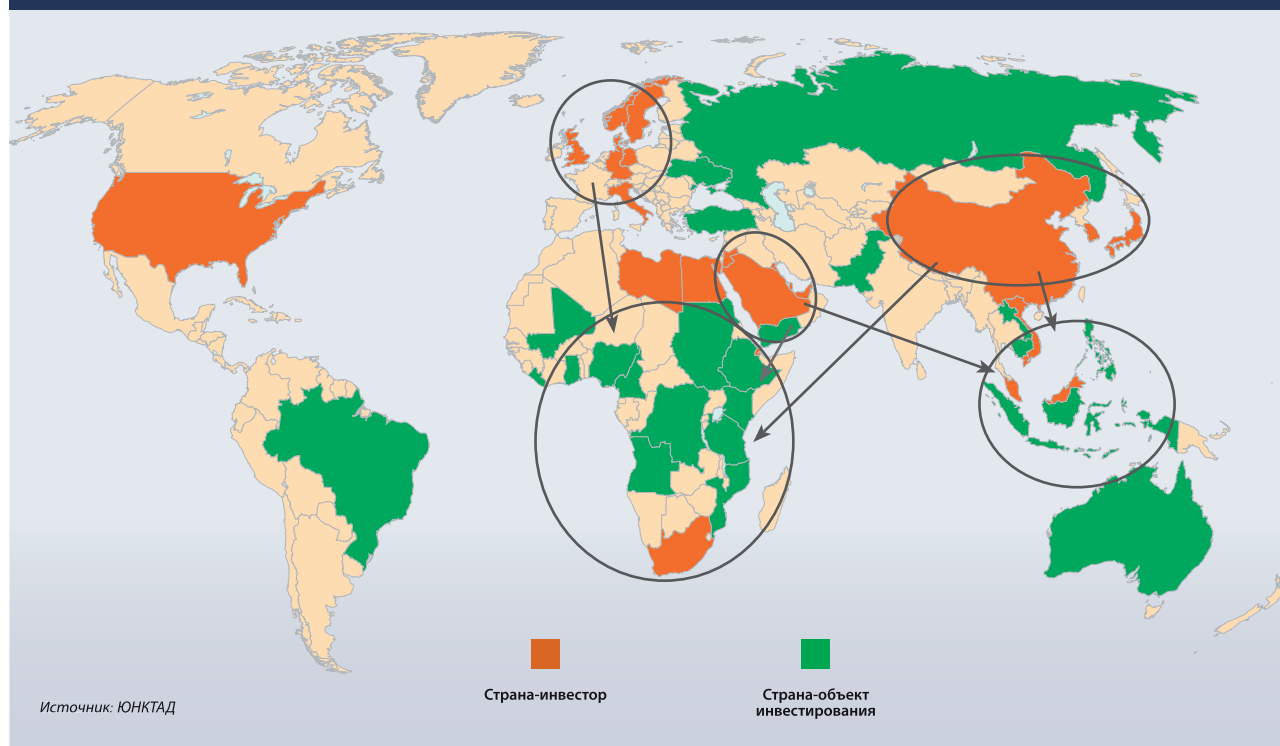 Страна-инвестор
Страна-объект
инвестирования
Источник: ЮНКТАД